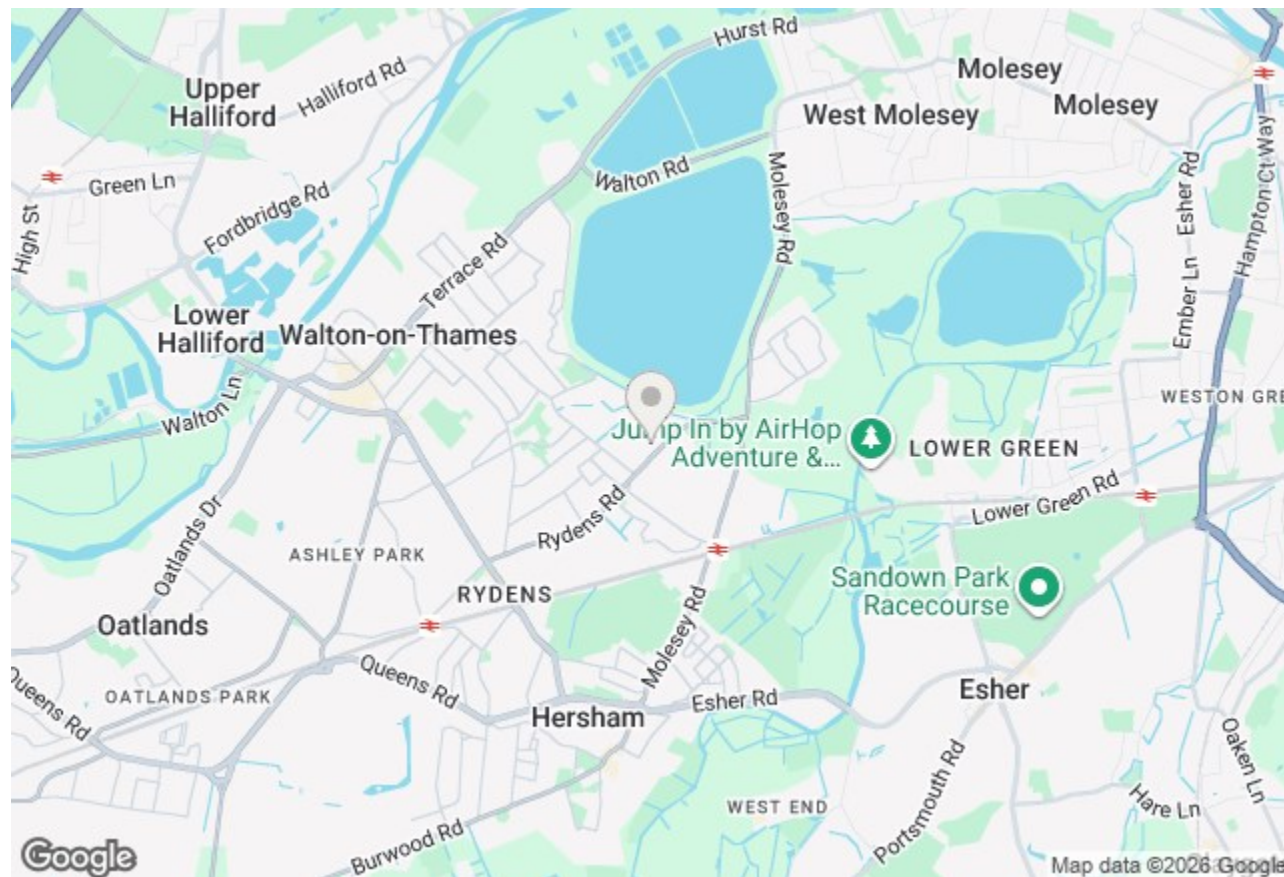 Hurst Rd
Molesey
Upper
Halliford
Halliford Rd
West Molesey
Molesey
Green Ln
Walton Rd
Molesey Rd
Esher Rd
Hampton Ct Way
High St
Fordbridge Rd
Terrace Rd
Ember Ln
Lower
Halliford
Walton-on-Thames
Walton Ln
WESTON GRE
Jump In by AirHop
Adventure &...
LOWER GREEN
Oatlands Dr
Rydens Rd
Lower Green Rd
ASHLEY PARK
RYDENS
Sandown Park
Racecourse
Oatlands
Molesey Rd
Queens Rd
OATLANDS PARK
Queens Rd
Esher Rd
Esher
Hersham
Portsmouth Rd
Oaken Ln
WEST END
Hare Ln
Burwood Rd
Google
Map data ©2026 Google